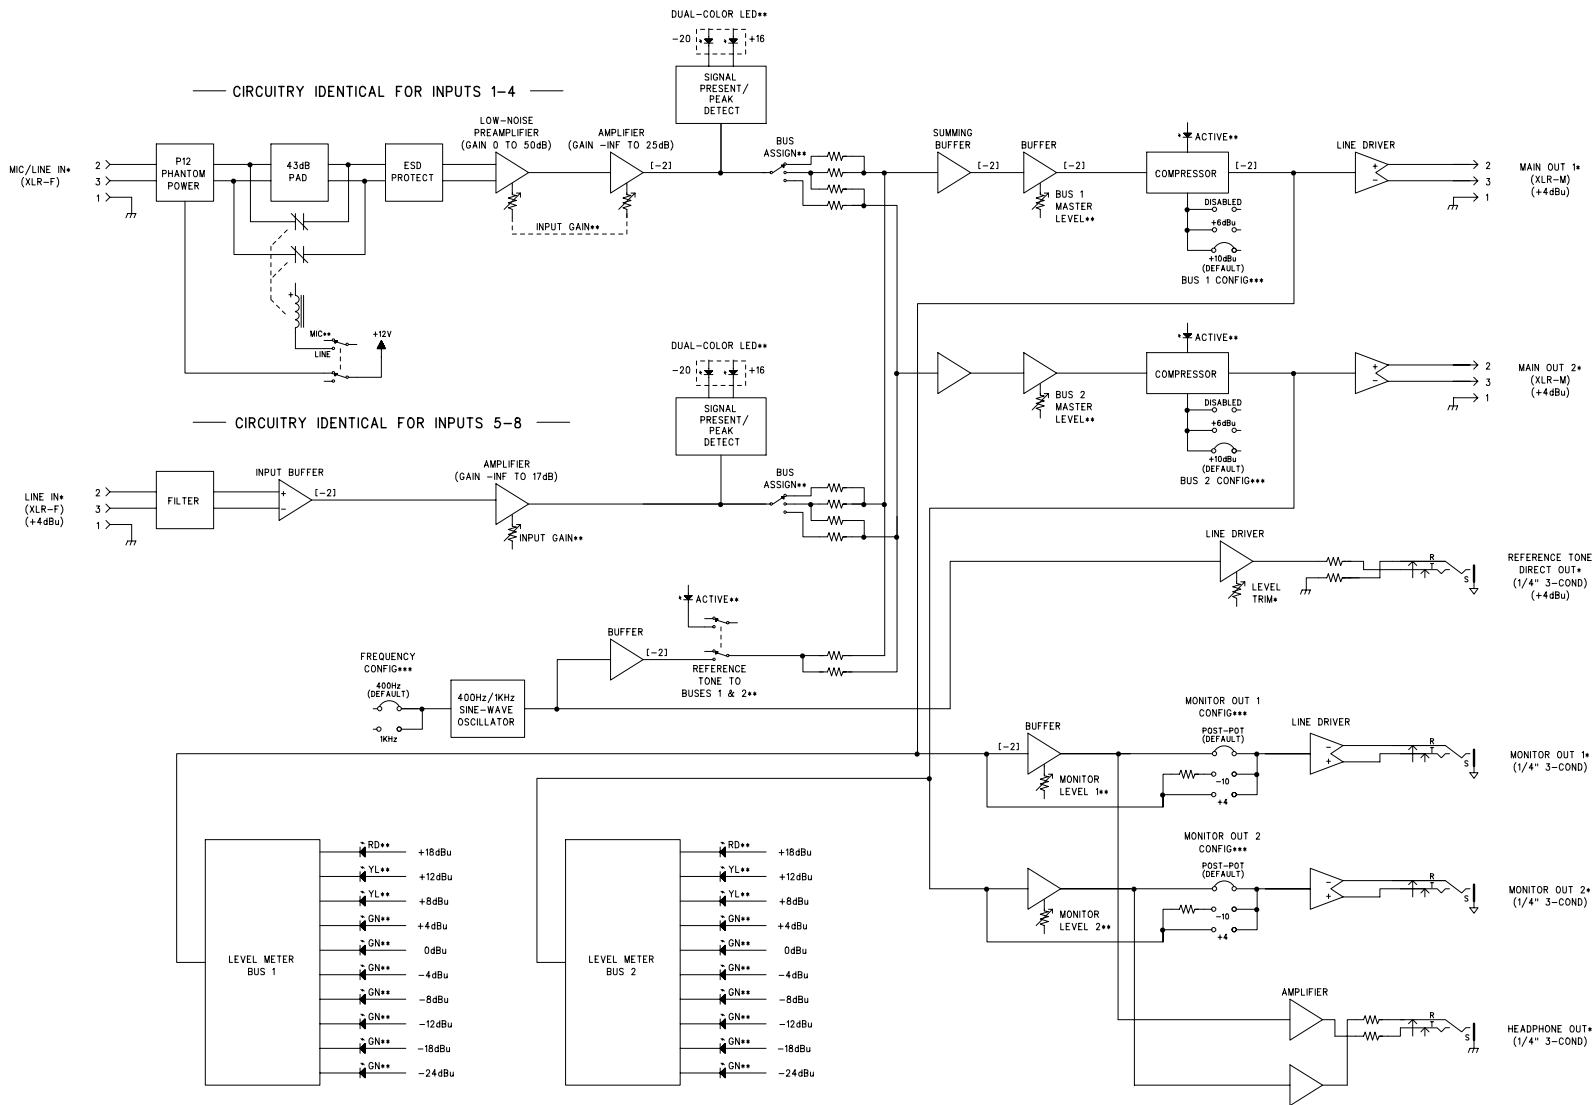 DUAL-COLOR LED**
-20
+16
SIGNAL
PRESENT/
PEAK
DETECT
CIRCUITRY IDENTICAL FOR INPUTS 1-4
LOW-NOISE
PREAMPLIFIER
(GAIN 0 TO 50dB)
AMPLIFIER
(GAIN -INF TO 25dB)
[-2]
BUS
ASSIGN**
SUMMING
BUFFER
[-2]
BUFFER
[-2]
ACTIVE**
COMPRESSOR
[-2]
LINE DRIVER
+
-
2
3
1
MAIN OUT 1*
(XLR-M)
(+4dBu)
MIC/LINE IN*
(XLR-F)
2
3
1
P12
PHANTOM
POWER
43dB
PAD
ESD
PROTECT
INPUT GAIN**
BUS 1
MASTER
LEVEL**
DISABLED
+6dBu
+10dBu
(DEFAULT)
BUS 1 CONFIG***
+
MIC**
LINE
+12V
DUAL-COLOR LED**
-20
+16
SIGNAL
PRESENT/
PEAK
DETECT
ACTIVE**
COMPRESSOR
+
-
2
3
1
MAIN OUT 2*
(XLR-M)
(+4dBu)
BUS 2
MASTER
LEVEL**
DISABLED
+6dBu
+10dBu
(DEFAULT)
BUS 2 CONFIG***
CIRCUITRY IDENTICAL FOR INPUTS 5-8
LINE IN*
(XLR-F)
(+4dBu)
2
3
1
FILTER
INPUT BUFFER
+
-
[-2]
AMPLIFIER
(GAIN -INF TO 17dB)
INPUT GAIN**
BUS
ASSIGN**
LINE DRIVER
LEVEL
TRIM*
R
T
S
REFERENCE TONE
DIRECT OUT*
(1/4" 3-COND)
(+4dBu)
ACTIVE**
BUFFER
[-2]
REFERENCE
TONE TO
BUSES 1 & 2**
FREQUENCY
CONFIG***
400Hz
(DEFAULT)
1KHz
400Hz/1KHz
SINE-WAVE
OSCILLATOR
[-2]
BUFFER
MONITOR
LEVEL 1**
MONITOR OUT 1
CONFIG***
POST-POT
(DEFAULT)
-10
+4
LINE DRIVER
-
+
R
T
S
MONITOR OUT 1*
(1/4" 3-COND)
MONITOR
LEVEL 2**
MONITOR OUT 2
CONFIG***
POST-POT
(DEFAULT)
-10
+4
-
+
R
T
S
MONITOR OUT 2*
(1/4" 3-COND)
LEVEL METER
BUS 1
RD** +18dBu
YL** +12dBu
YL** +8dBu
GN** +4dBu
GN** 0dBu
GN** -4dBu
GN** -8dBu
GN** -12dBu
GN** -18dBu
GN** -24dBu
LEVEL METER
BUS 2
RD** +18dBu
YL** +12dBu
YL** +8dBu
GN** +4dBu
GN** 0dBu
GN** -4dBu
GN** -8dBu
GN** -12dBu
GN** -18dBu
GN** -24dBu
AMPLIFIER
R
T
S
HEADPHONE OUT*
(1/4" 3-COND)